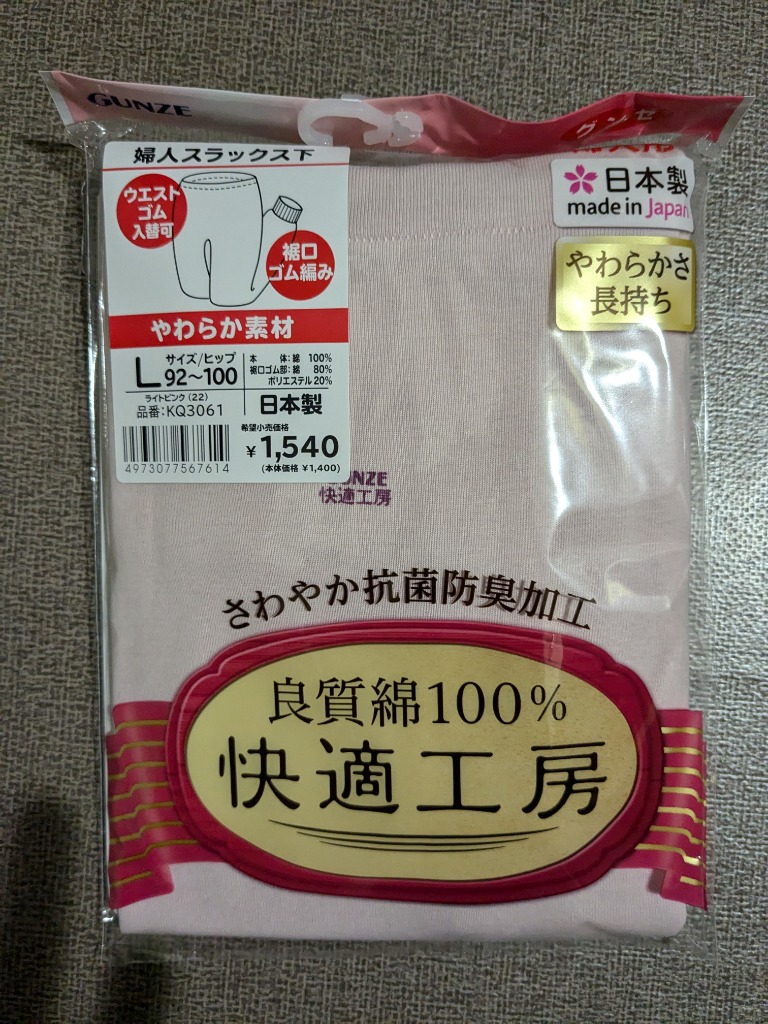 GUNZE
グンゼ
婦人スラックス下
ウエスト
ゴム
入替可
裾口
ゴム編み
やわらか素材
L サイズ/ヒップ
92～100
本体:綿 100%
裾口ゴム部:綿 80%
ポリエステル 20%
ライトピンク (22)
品番:KQ3061
日本製
希望小売価格
¥1,540
(本体価格 ¥1,400)
4973077567614
日本製
made in Japan
やわらかさ
長持ち
快適工房
さわやか抗菌防臭加工
良質綿100%
快適工房